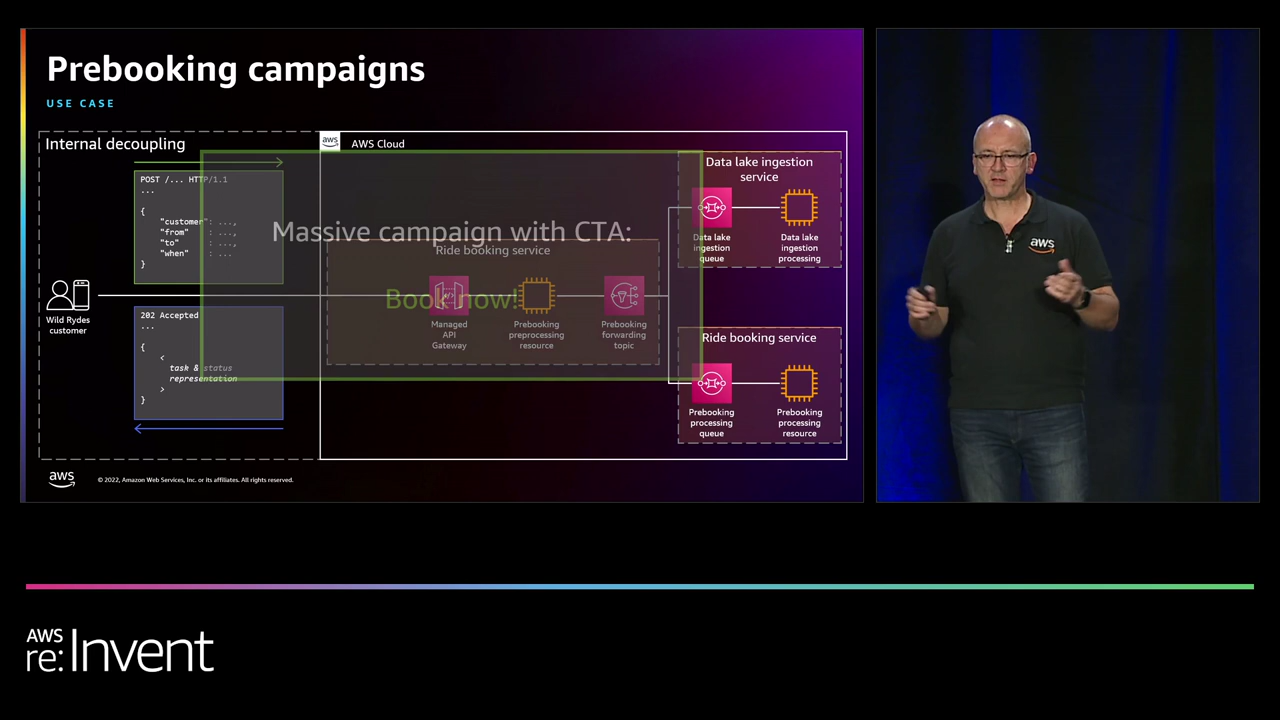 Prebooking campaigns
USE CASE
Internal decoupling
aws
AWS Cloud
POST /... HTTP/1.1
...
{
"customer": ...,
"from" : ...,
"to" : ...,
"when" : ...
}
Wild Rydes
customer
202 Accepted
...
{
<
task & status
representation
>
}
Massive campaign with CTA:
Book now!
Ride booking service
Managed
API
Gateway
Prebooking
preprocessing
resource
Prebooking
forwarding
topic
Data lake ingestion
service
Data lake
ingestion
queue
Data lake
ingestion
processing
Ride booking service
Prebooking
processing
queue
Prebooking
processing
resource
aws
© 2022, Amazon Web Services, Inc. or its affiliates. All rights reserved.
aws
AWS
re:Invent